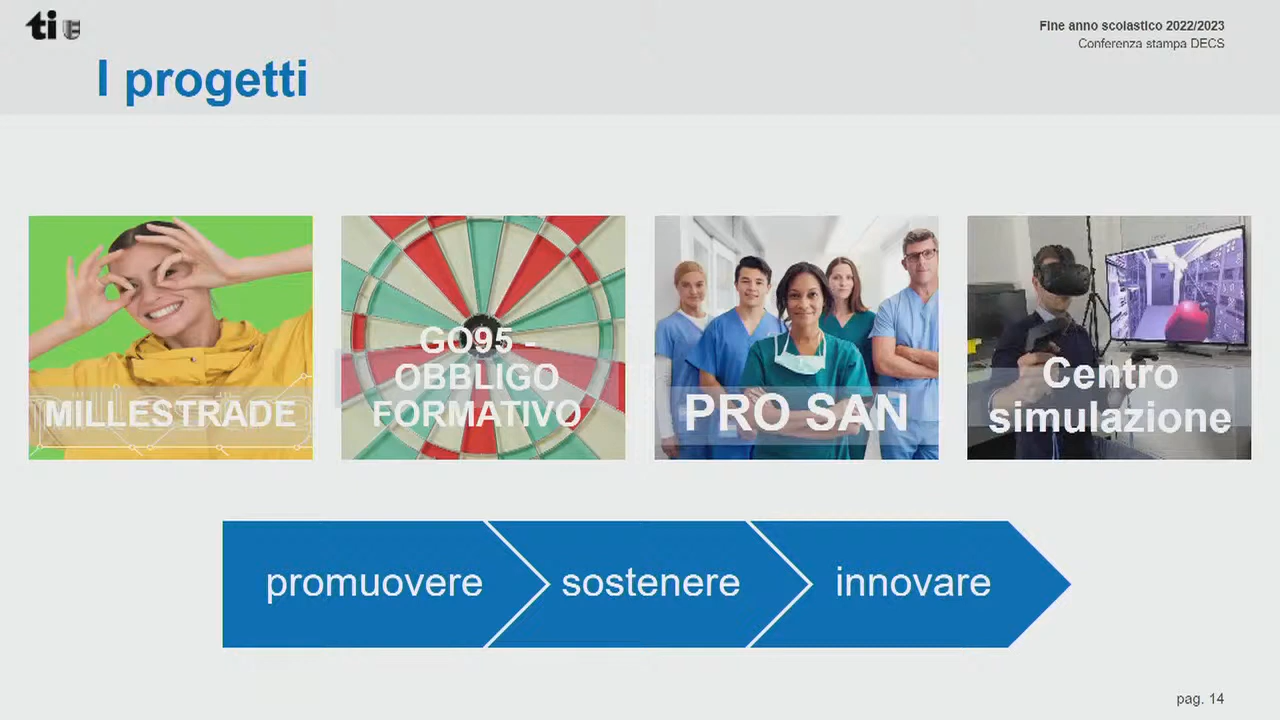 ti
Fine anno scolastico 2022/2023
Conferenza stampa DECS
I progetti
MILLESTRADE
GO95 -
OBBLIGO
FORMATIVO
PRO SAN
Centro
simulazione
promuovere
sostenere
innovare
pag. 14